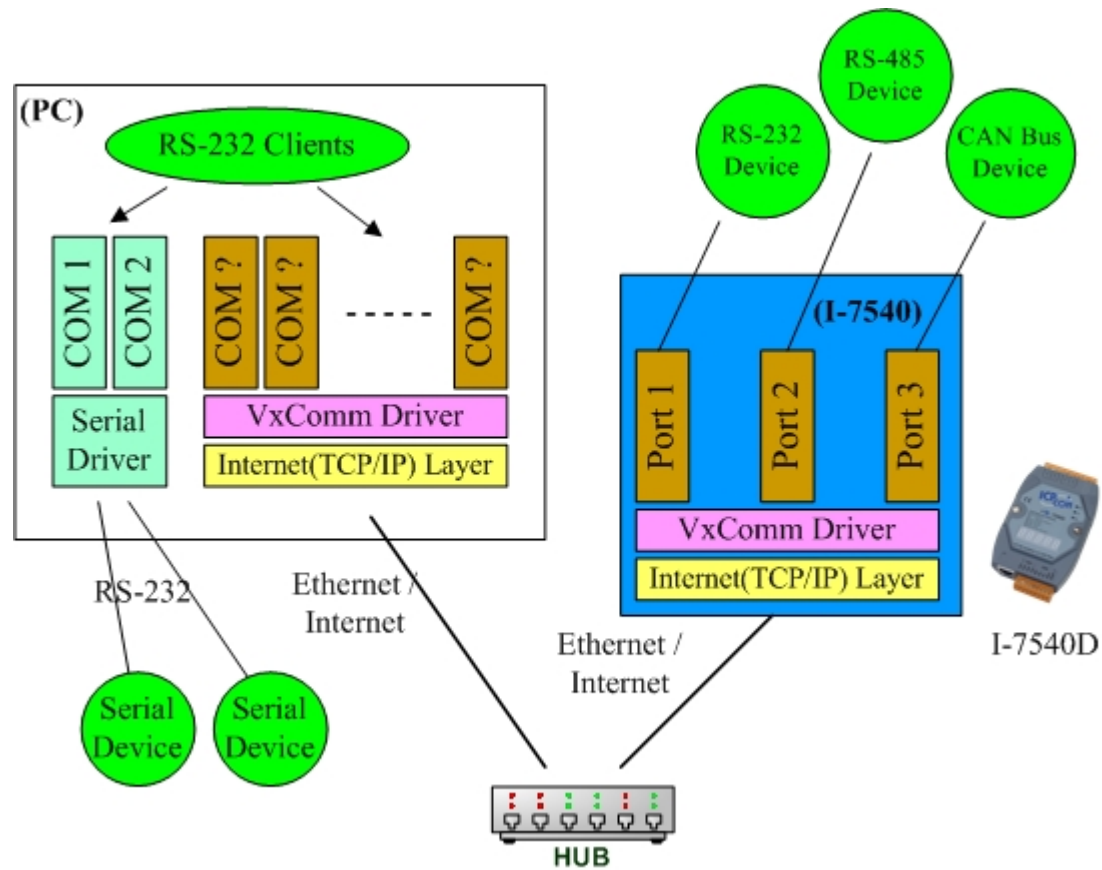 (PC)
RS-232 Clients
COM 1
COM 2
COM ?
COM ?
COM ?
Serial
Driver
VxComm Driver
Internet(TCP/IP) Layer
RS-232
Serial
Device
Serial
Device
Ethernet /
Internet
RS-232
Device
RS-485
Device
CAN Bus
Device
(I-7540)
Port 1
Port 2
Port 3
VxComm Driver
Internet(TCP/IP) Layer
Ethernet /
Internet
I-7540D
HUB